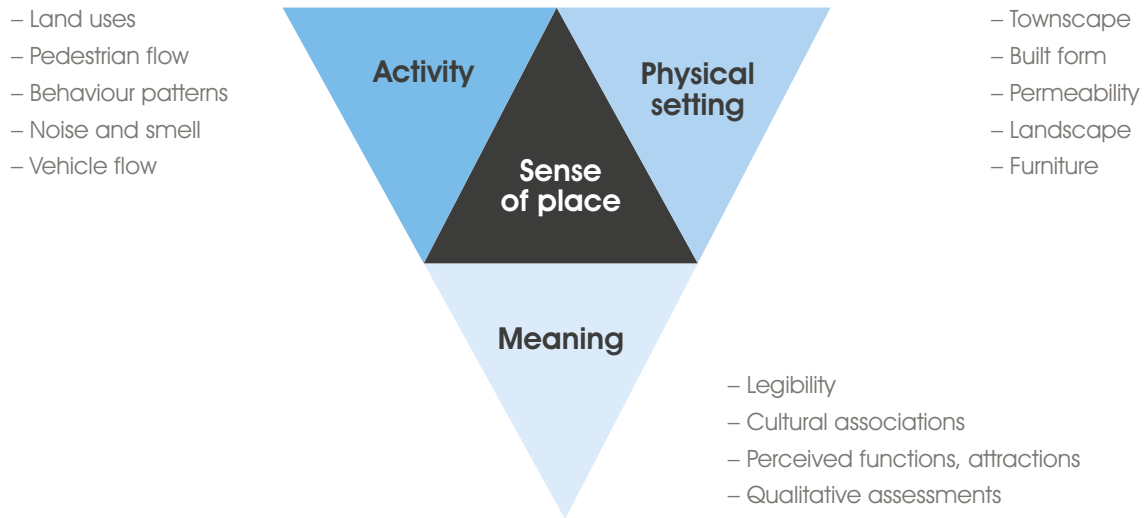 – Land uses
– Pedestrian flow
– Behaviour patterns
– Noise and smell
– Vehicle flow
Activity
Physical
setting
– Townscape
– Built form
– Permeability
– Landscape
– Furniture
Sense
of place
Meaning
– Legibility
– Cultural associations
– Perceived functions, attractions
– Qualitative assessments